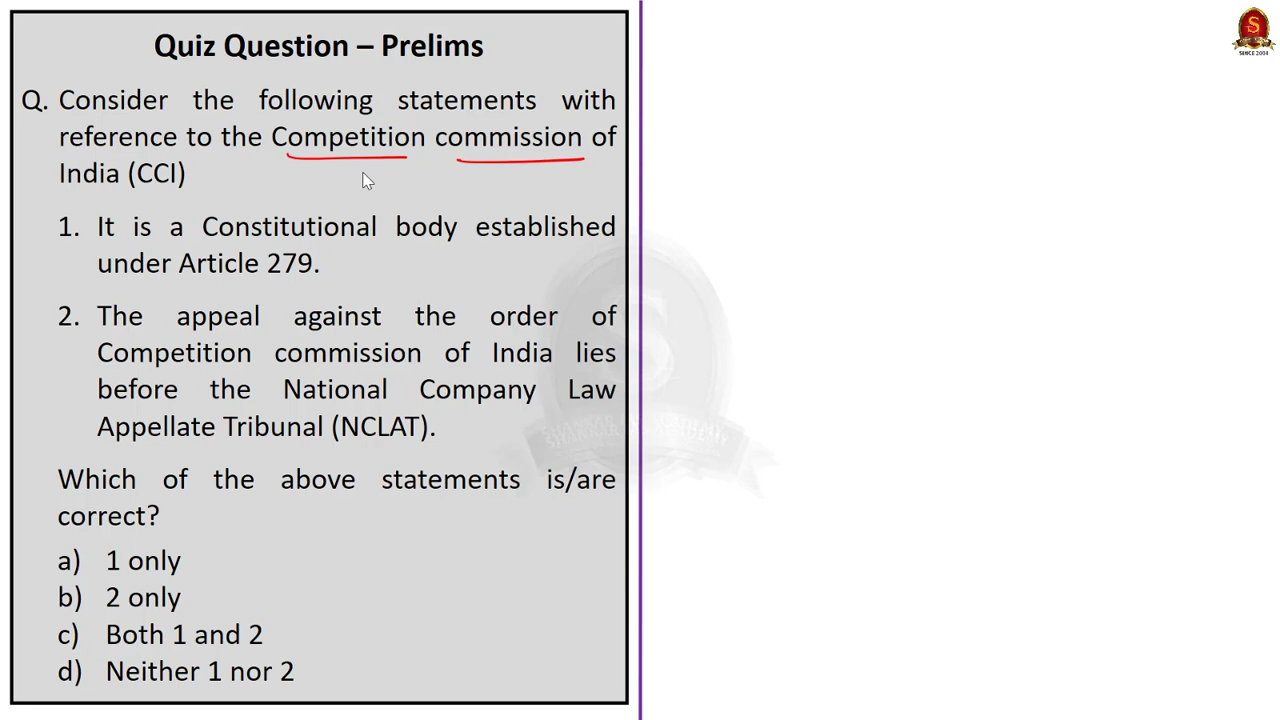 Quiz Question – Prelims
Q. Consider the following statements with
reference to the Competition commission of
India (CCI)
1. It is a Constitutional body established
under Article 279.
2. The appeal against the order of
Competition commission of India lies
before the National Company Law
Appellate Tribunal (NCLAT).
Which of the above statements is/are
correct?
a) 1 only
b) 2 only
c) Both 1 and 2
d) Neither 1 nor 2
S
SINCE 2004